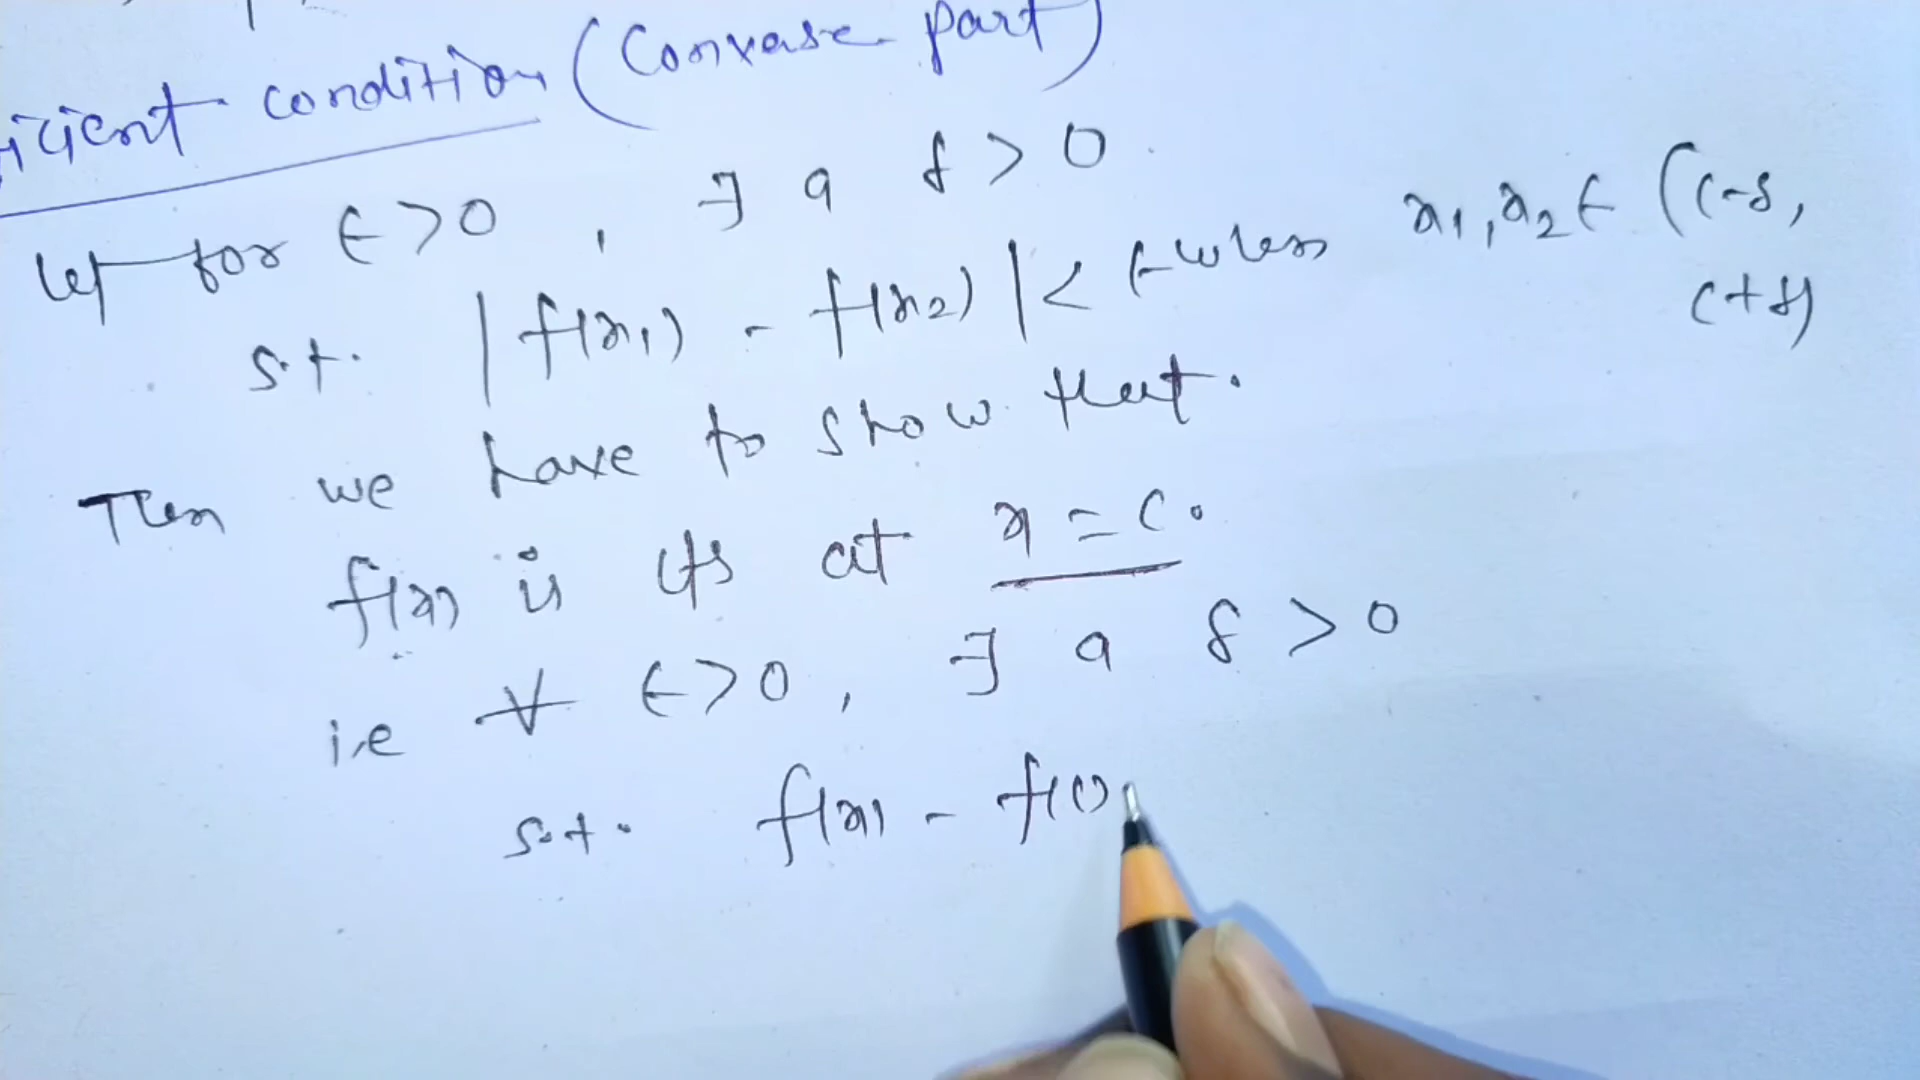 icient condition (Converse part)
let for ε>0 , ∃ a δ > 0
s.t. |f(x₁) - f(x₂)| < ε when x₁, x₂ ∈ (c-δ,
c+δ)
Then we have to show that.
f(x) is cts at x = c.
i.e ∀ ε>0, ∃ a δ > 0
s.t. f(x) - f(c)